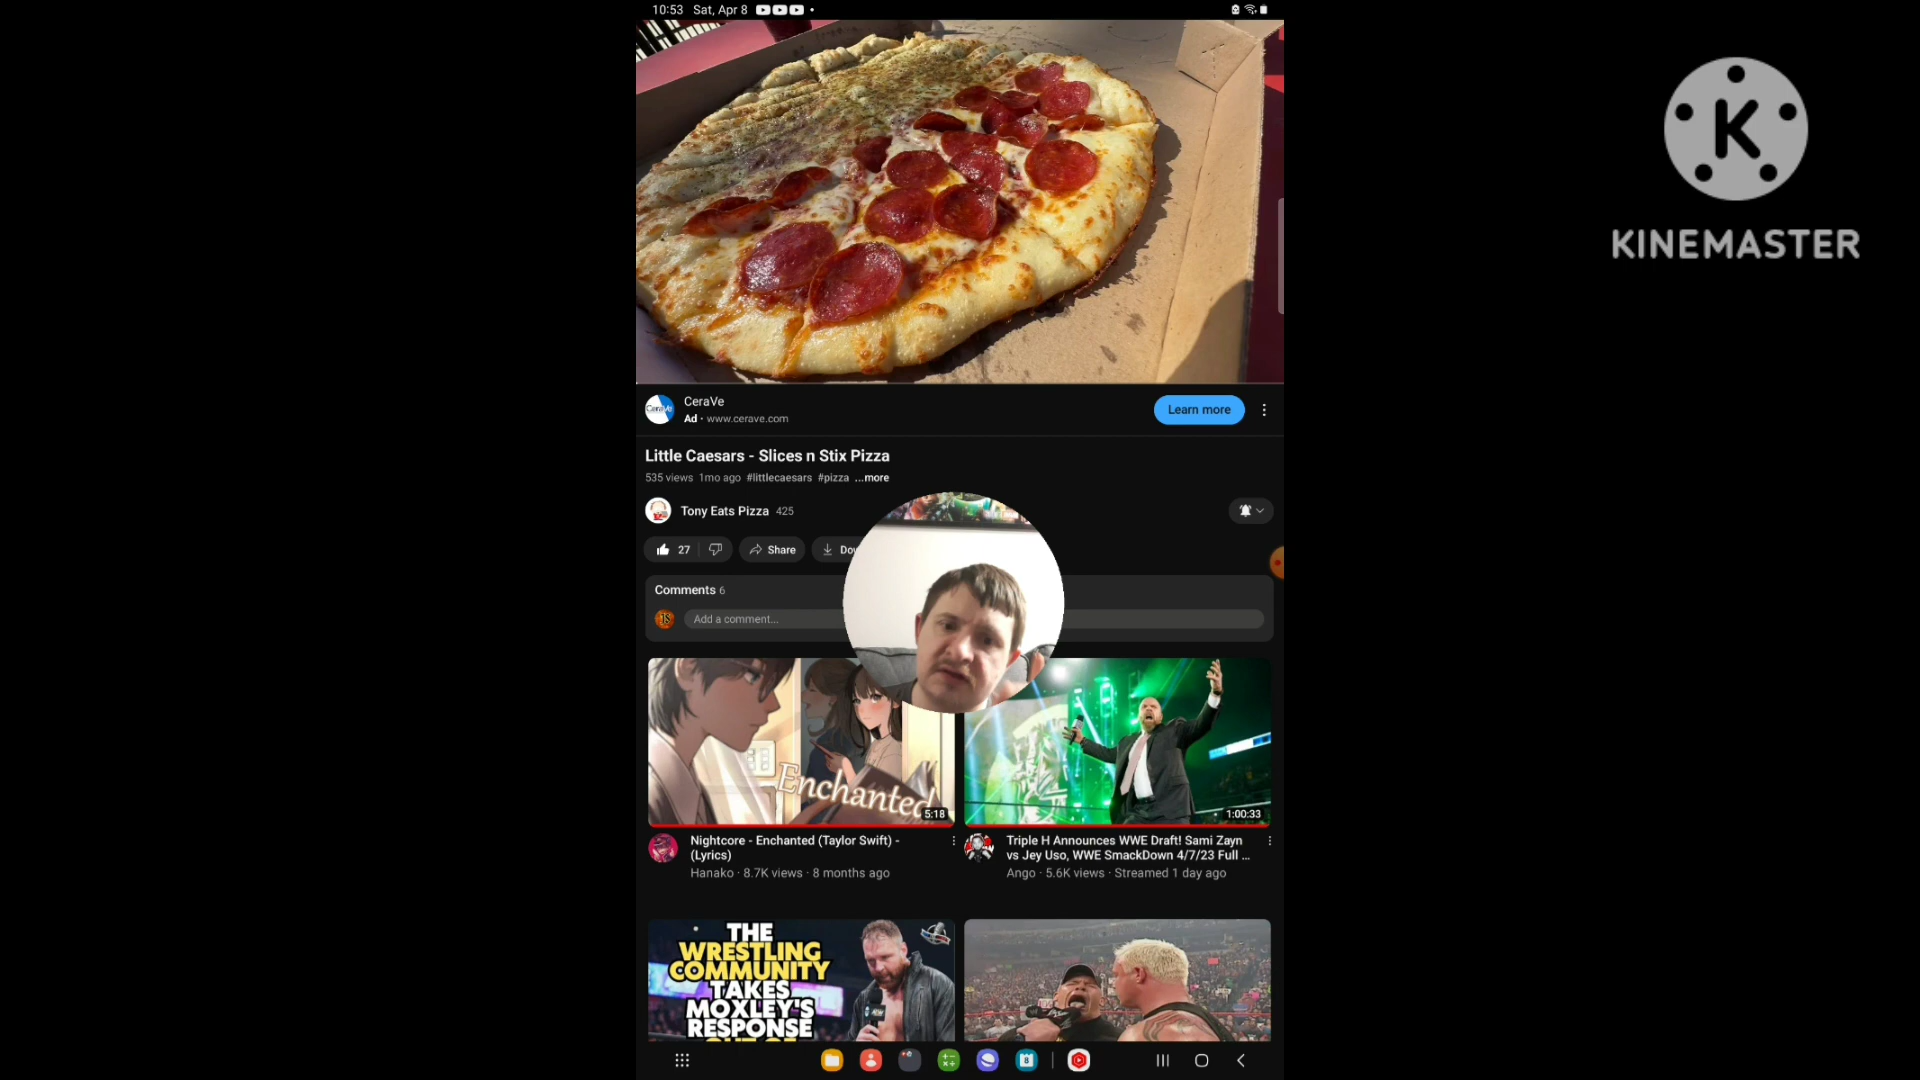 10:53 Sat, Apr 8
KINEMASTER
CeraVe
Ad · www.cerave.com
Learn more
Little Caesars - Slices n Stix Pizza
535 views 1mo ago #littlecaesars #pizza ...more
Tony Eats Pizza 425
27 Share Dow
Comments 6
Add a comment...
Enchanted
5:18
1:00:33
Nightcore - Enchanted (Taylor Swift) -
(Lyrics)
Hanako · 8.7K views · 8 months ago
Triple H Announces WWE Draft! Sami Zayn
vs Jey Uso, WWE SmackDown 4/7/23 Full ...
Ango · 5.6K views · Streamed 1 day ago
THE
WRESTLING
COMMUNITY
TAKES
MOXLEY'S
RESPONSE
8